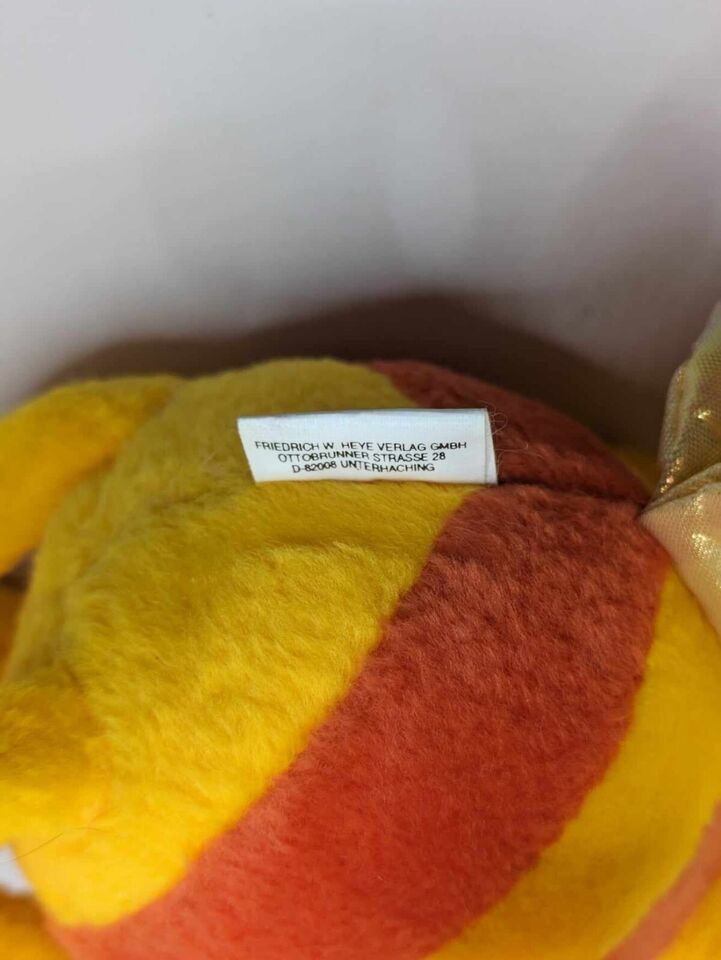 FRIEDRICH W. HEYE VERLAG GMBH
OTTOBRUNNER STRASSE 28
D-82008 UNTERHACHING